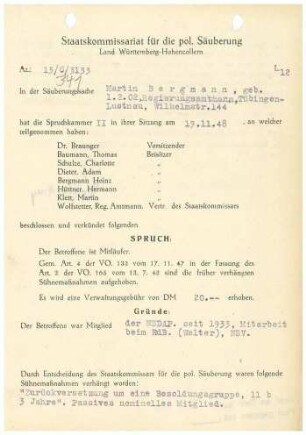 Staatskommissariat für die pol. Säuberung
Land Württemberg-Hohenzollern
Az.: 15/C/3133
L12
In der Säuberungssache Martin Bergmann, geb.
1.2.02, Regierungsamtmann, Tübingen-
Lustnau, Wilhelmstr.144
hat die Spruchkammer II in ihrer Sitzung am 19.11.48 , an welcher
teilgenommen haben:
Dr. Braunger Vorsitzender
Baumann, Thomas Beisitzer
Schulze, Charlotte "
Dieter, Adam "
Bergmann Heinz "
Hüttner, Hermann "
Klett, Martin "
Wolfstetter, Reg. Amtmann. Vertr. des Staatskommissars
beschlossen und verkündet folgenden
SPRUCH:
Der Betroffene ist Mitläufer.
Gem. Art. 4 der VO. 133 vom 17. 11. 47 in der Fassung des
Art. 2 der VO. 165 vom 13. 7. 48 sind die früher verhängten
Sühnemaßnahmen aufgehoben.
Es wird eine Verwaltungsgebühr von DM 20.-- erhoben.
Gründe:
Der Betroffene war Mitglied der NSDAP. seit 1933, Mitarbeit
beim RDB. (Walter), NSV.
Durch Entscheidung des Staatskommissars für die pol. Säuberung waren folgende
Sühnemaßnahmen verhängt worden:
"Zurückversetzung um eine Besoldungsgruppe, 11 b
3 Jahre". Passives nominelles Mitglied.